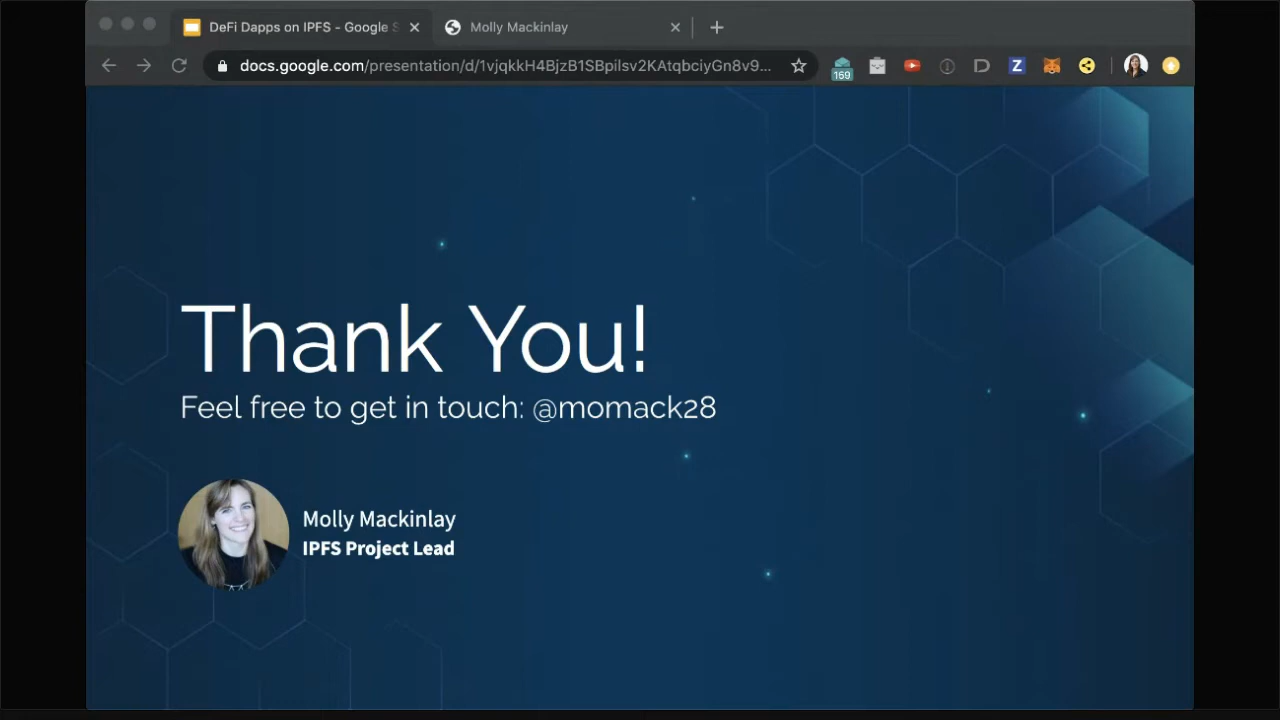 DeFi Dapps on IPFS - Google S
Molly Mackinlay
docs.google.com/presentation/d/1vjqkkH4BjzB1SBpilsv2KAtqbciyGn8v9...
169
Z
Thank You!
Feel free to get in touch: @momack28
Molly Mackinlay
IPFS Project Lead